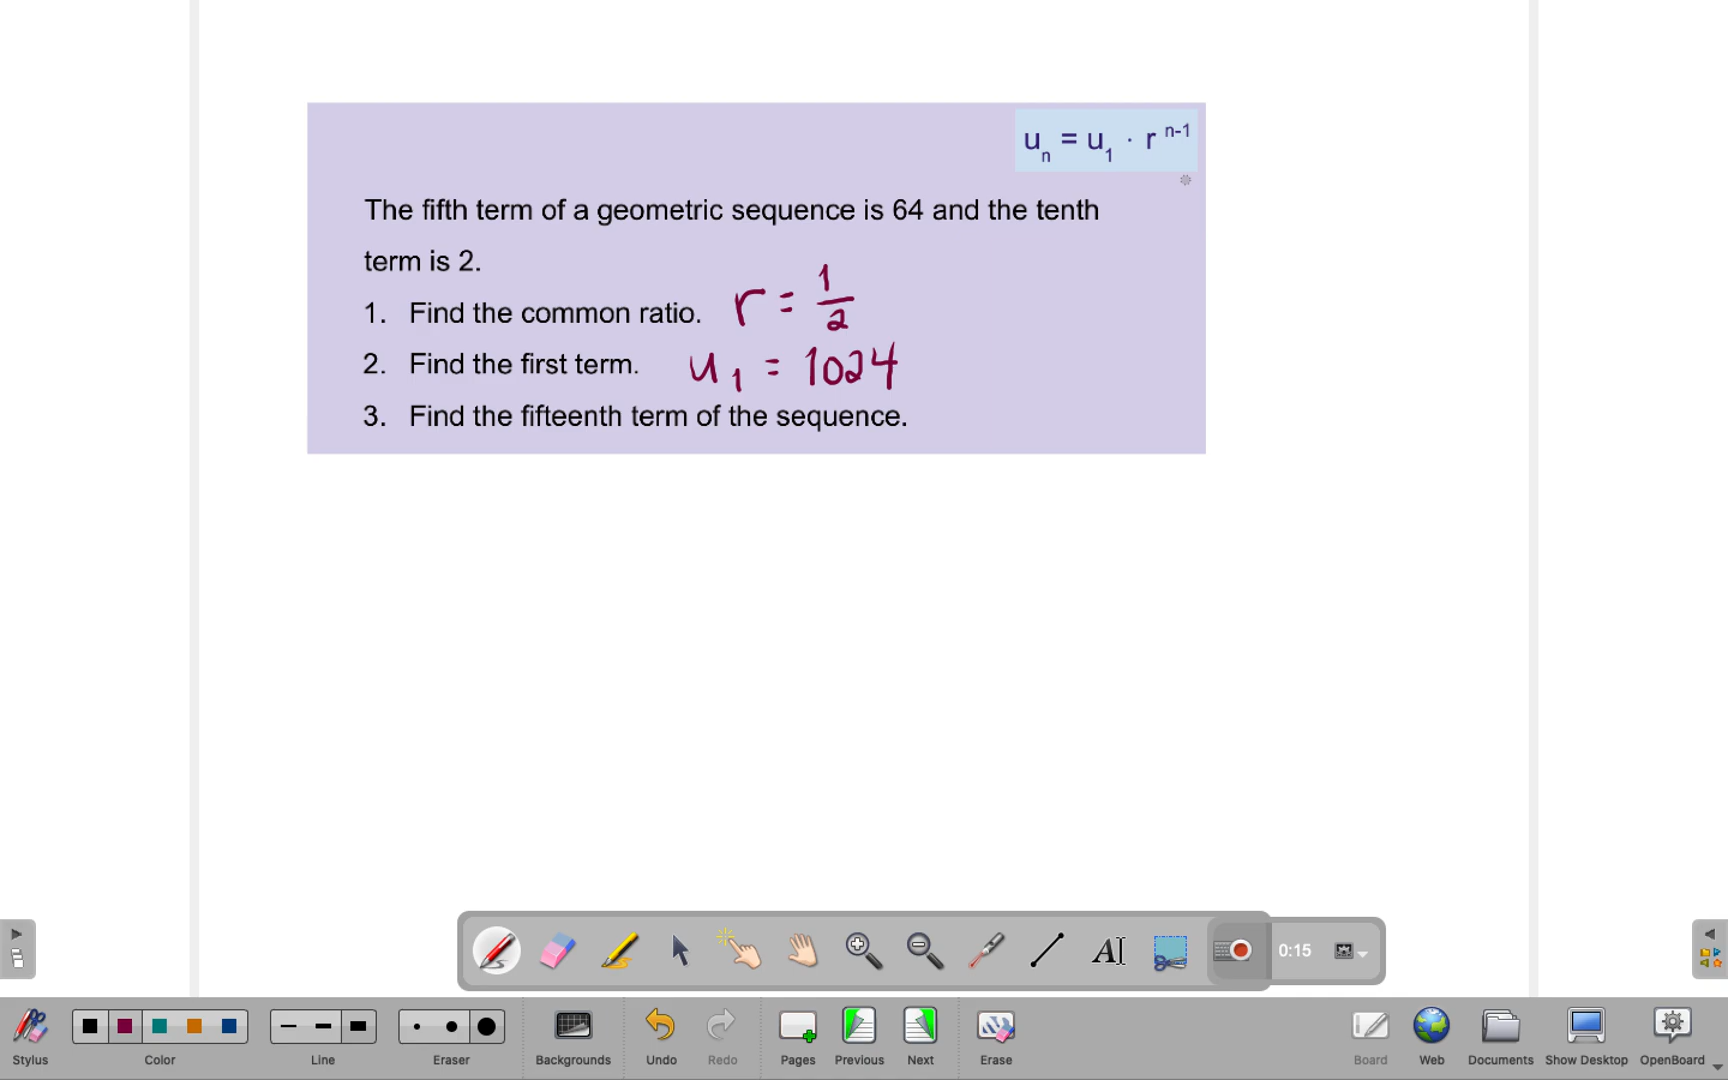 uₙ = u₁ · r ⁿ⁻¹
The fifth term of a geometric sequence is 64 and the tenth
term is 2.
1. Find the common ratio. r = 1/2
2. Find the first term. u₁ = 1024
3. Find the fifteenth term of the sequence.
AI 0:15
Stylus Color Line Eraser Backgrounds Undo Redo Pages Previous Next Erase Board Web Documents Show Desktop OpenBoard